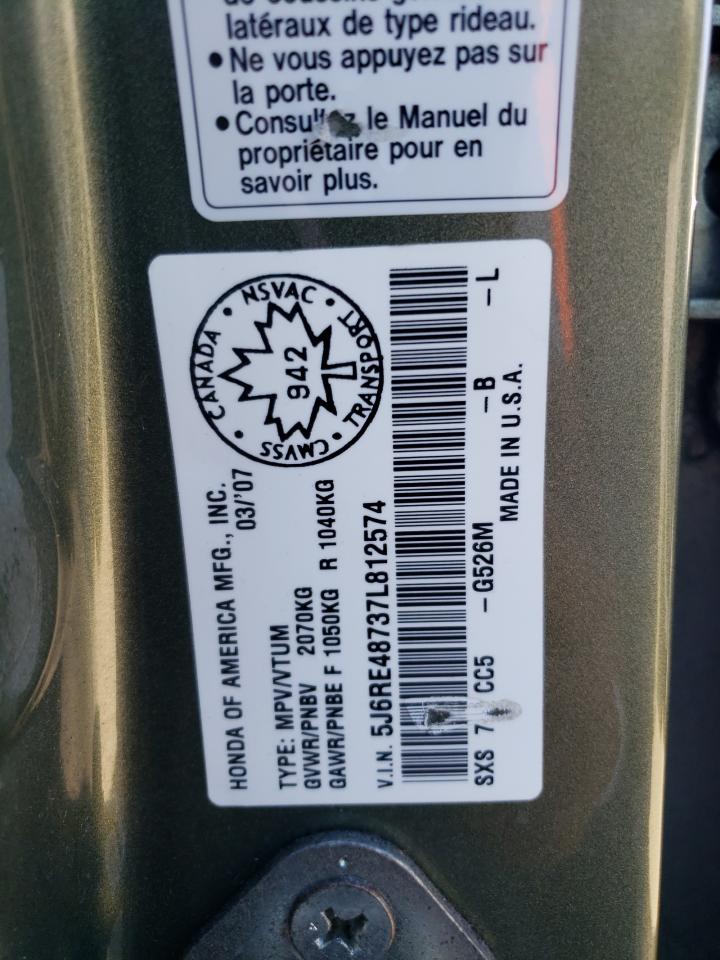 latéraux de type rideau.
• Ne vous appuyez pas sur
la porte.
• Consultez le Manuel du
propriétaire pour en
savoir plus.
HONDA OF AMERICA MFG., INC.
03/'07
TYPE: MPV/VTUM
GVWR/PNBV 2070KG
GAWR/PNBE F 1050KG R 1040KG
V.I.N. 5J6RE48737L812574
SXS 7 CC5 -G526M -B -L
MADE IN U.S.A.
CANADA · NSVAC · TRANSPORT · CMVSS ·
942